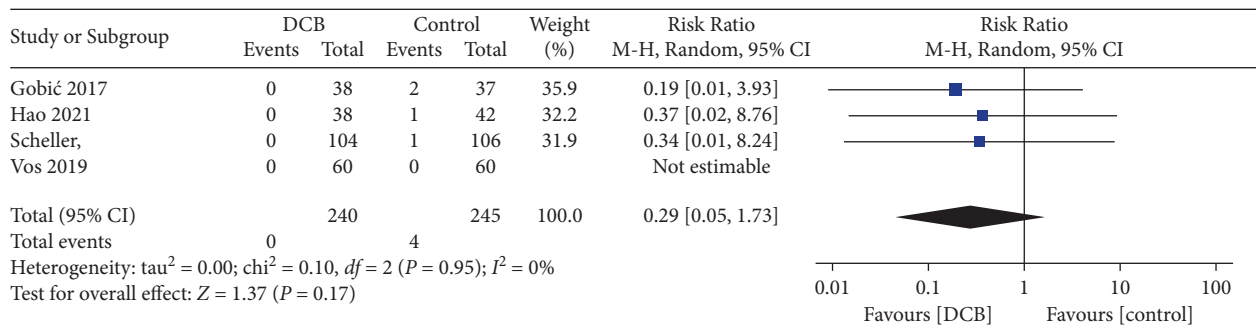 Study or Subgroup DCB Control Weight Risk Ratio Risk Ratio
Events Total Events Total (%) M-H, Random, 95% CI M-H, Random, 95% CI
Gobić 2017 0 38 2 37 35.9 0.19 [0.01, 3.93]
Hao 2021 0 38 1 42 32.2 0.37 [0.02, 8.76]
Scheller, 0 104 1 106 31.9 0.34 [0.01, 8.24]
Vos 2019 0 60 0 60 Not estimable
Total (95% CI) 240 245 100.0 0.29 [0.05, 1.73]
Total events 0 4
Heterogeneity: tau² = 0.00; chi² = 0.10, df = 2 (P = 0.95); I² = 0%
Test for overall effect: Z = 1.37 (P = 0.17)
0.01 0.1 1 10 100
Favours [DCB] Favours [control]